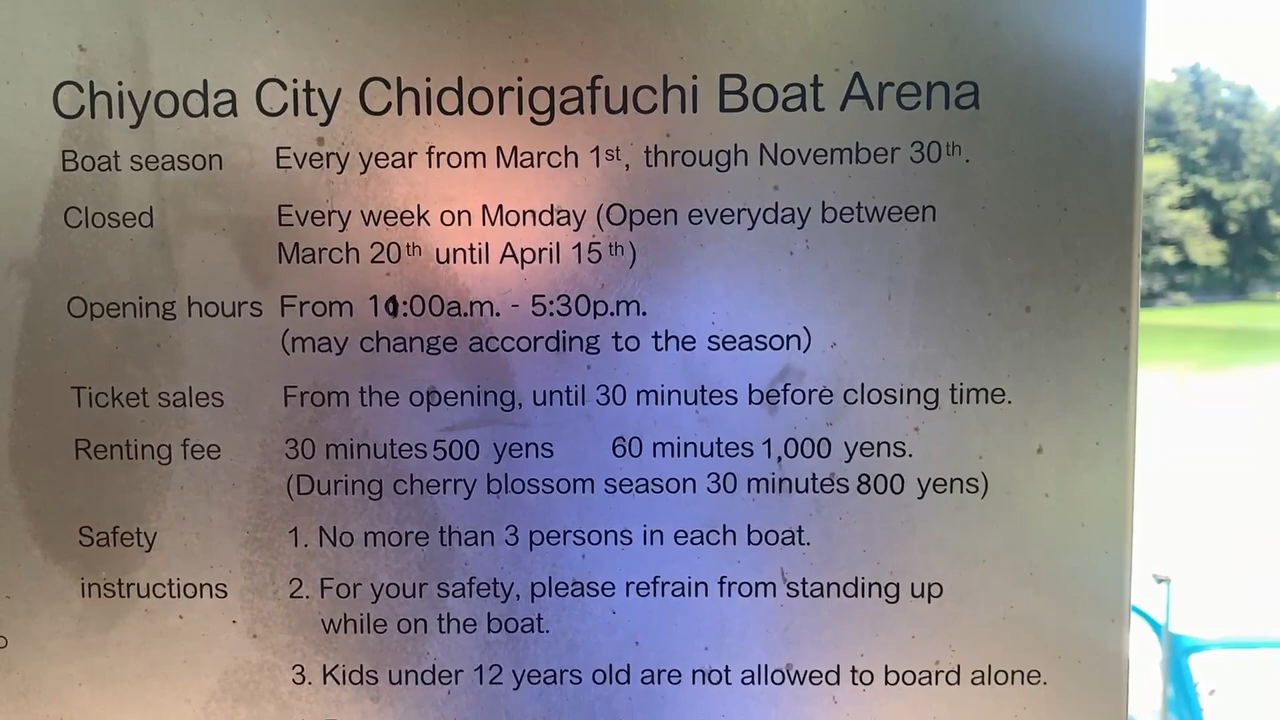 Chiyoda City Chidorigafuchi Boat Arena
Boat season Every year from March 1st, through November 30th.
Closed Every week on Monday (Open everyday between
March 20th until April 15th)
Opening hours From 11:00a.m. - 5:30p.m.
(may change according to the season)
Ticket sales From the opening, until 30 minutes before closing time.
Renting fee 30 minutes 500 yens 60 minutes 1,000 yens.
(During cherry blossom season 30 minutes 800 yens)
Safety 1. No more than 3 persons in each boat.
instructions 2. For your safety, please refrain from standing up
while on the boat.
3. Kids under 12 years old are not allowed to board alone.